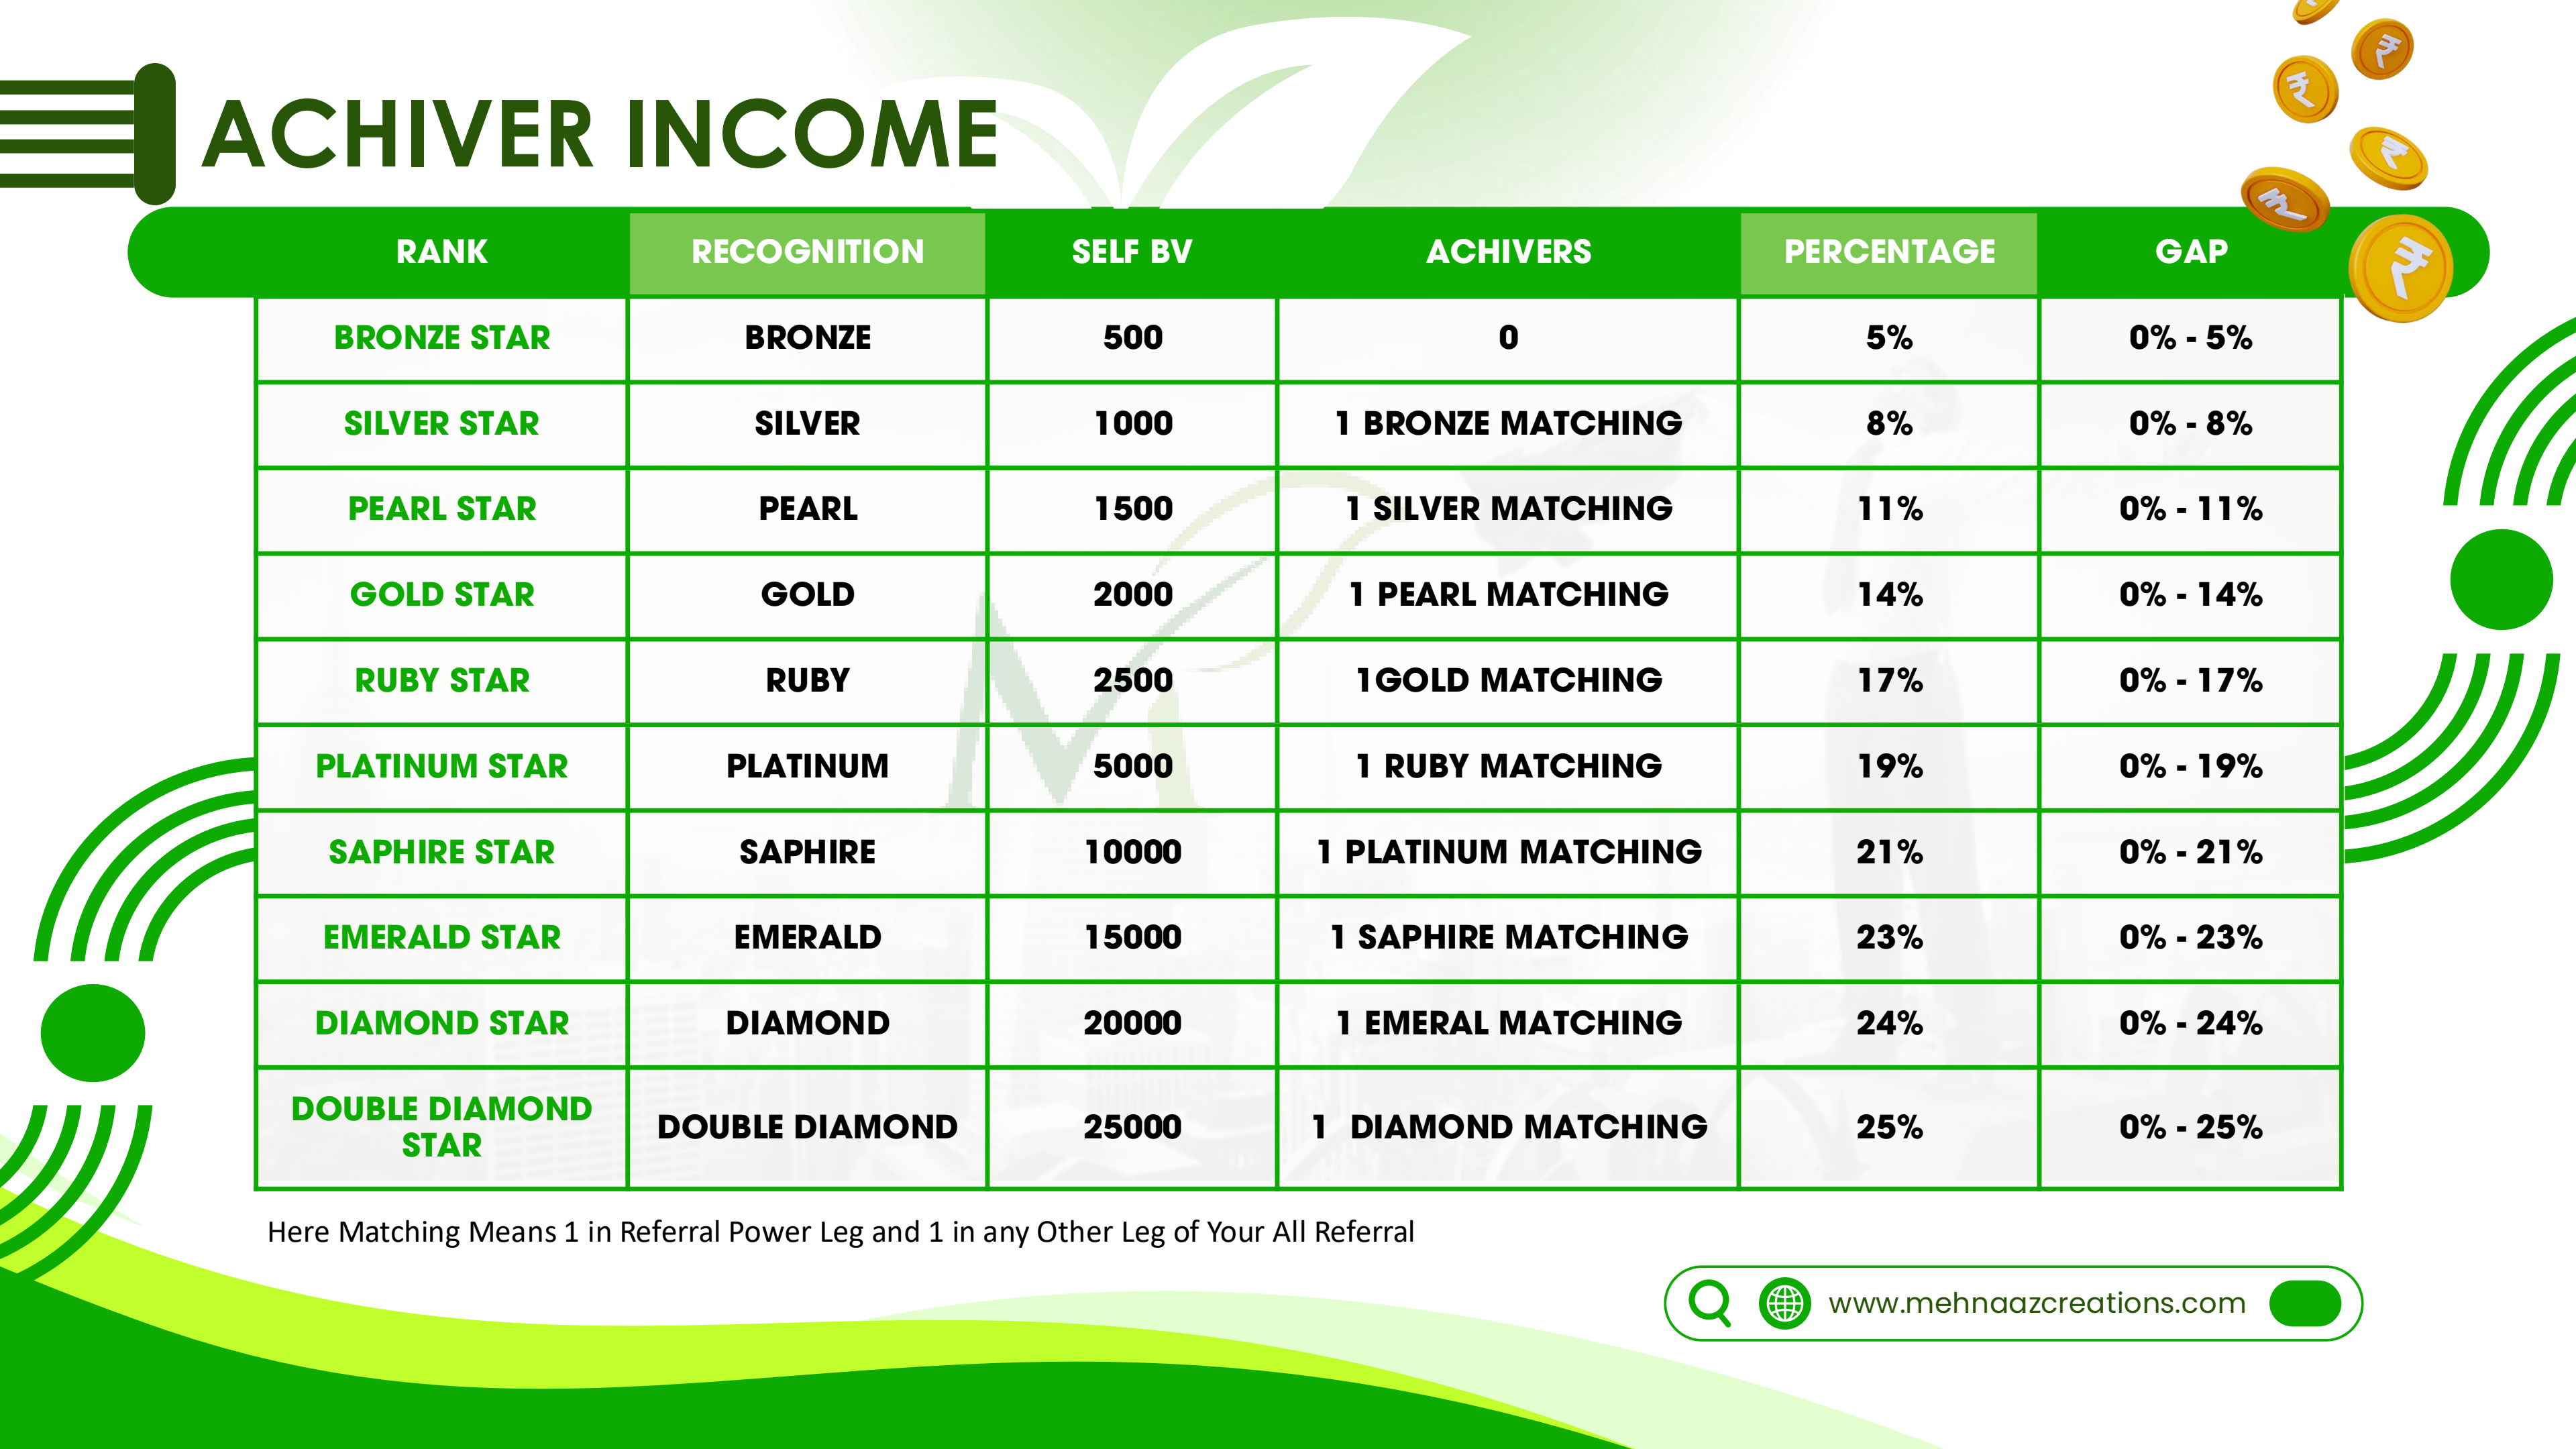 ACHIVER INCOME
RANK RECOGNITION SELF BV ACHIVERS PERCENTAGE GAP
BRONZE STAR BRONZE 500 0 5% 0% - 5%
SILVER STAR SILVER 1000 1 BRONZE MATCHING 8% 0% - 8%
PEARL STAR PEARL 1500 1 SILVER MATCHING 11% 0% - 11%
GOLD STAR GOLD 2000 1 PEARL MATCHING 14% 0% - 14%
RUBY STAR RUBY 2500 1GOLD MATCHING 17% 0% - 17%
PLATINUM STAR PLATINUM 5000 1 RUBY MATCHING 19% 0% - 19%
SAPHIRE STAR SAPHIRE 10000 1 PLATINUM MATCHING 21% 0% - 21%
EMERALD STAR EMERALD 15000 1 SAPHIRE MATCHING 23% 0% - 23%
DIAMOND STAR DIAMOND 20000 1 EMERAL MATCHING 24% 0% - 24%
DOUBLE DIAMOND
STAR DOUBLE DIAMOND 25000 1 DIAMOND MATCHING 25% 0% - 25%
Here Matching Means 1 in Referral Power Leg and 1 in any Other Leg of Your All Referral
www.mehnaazcreations.com